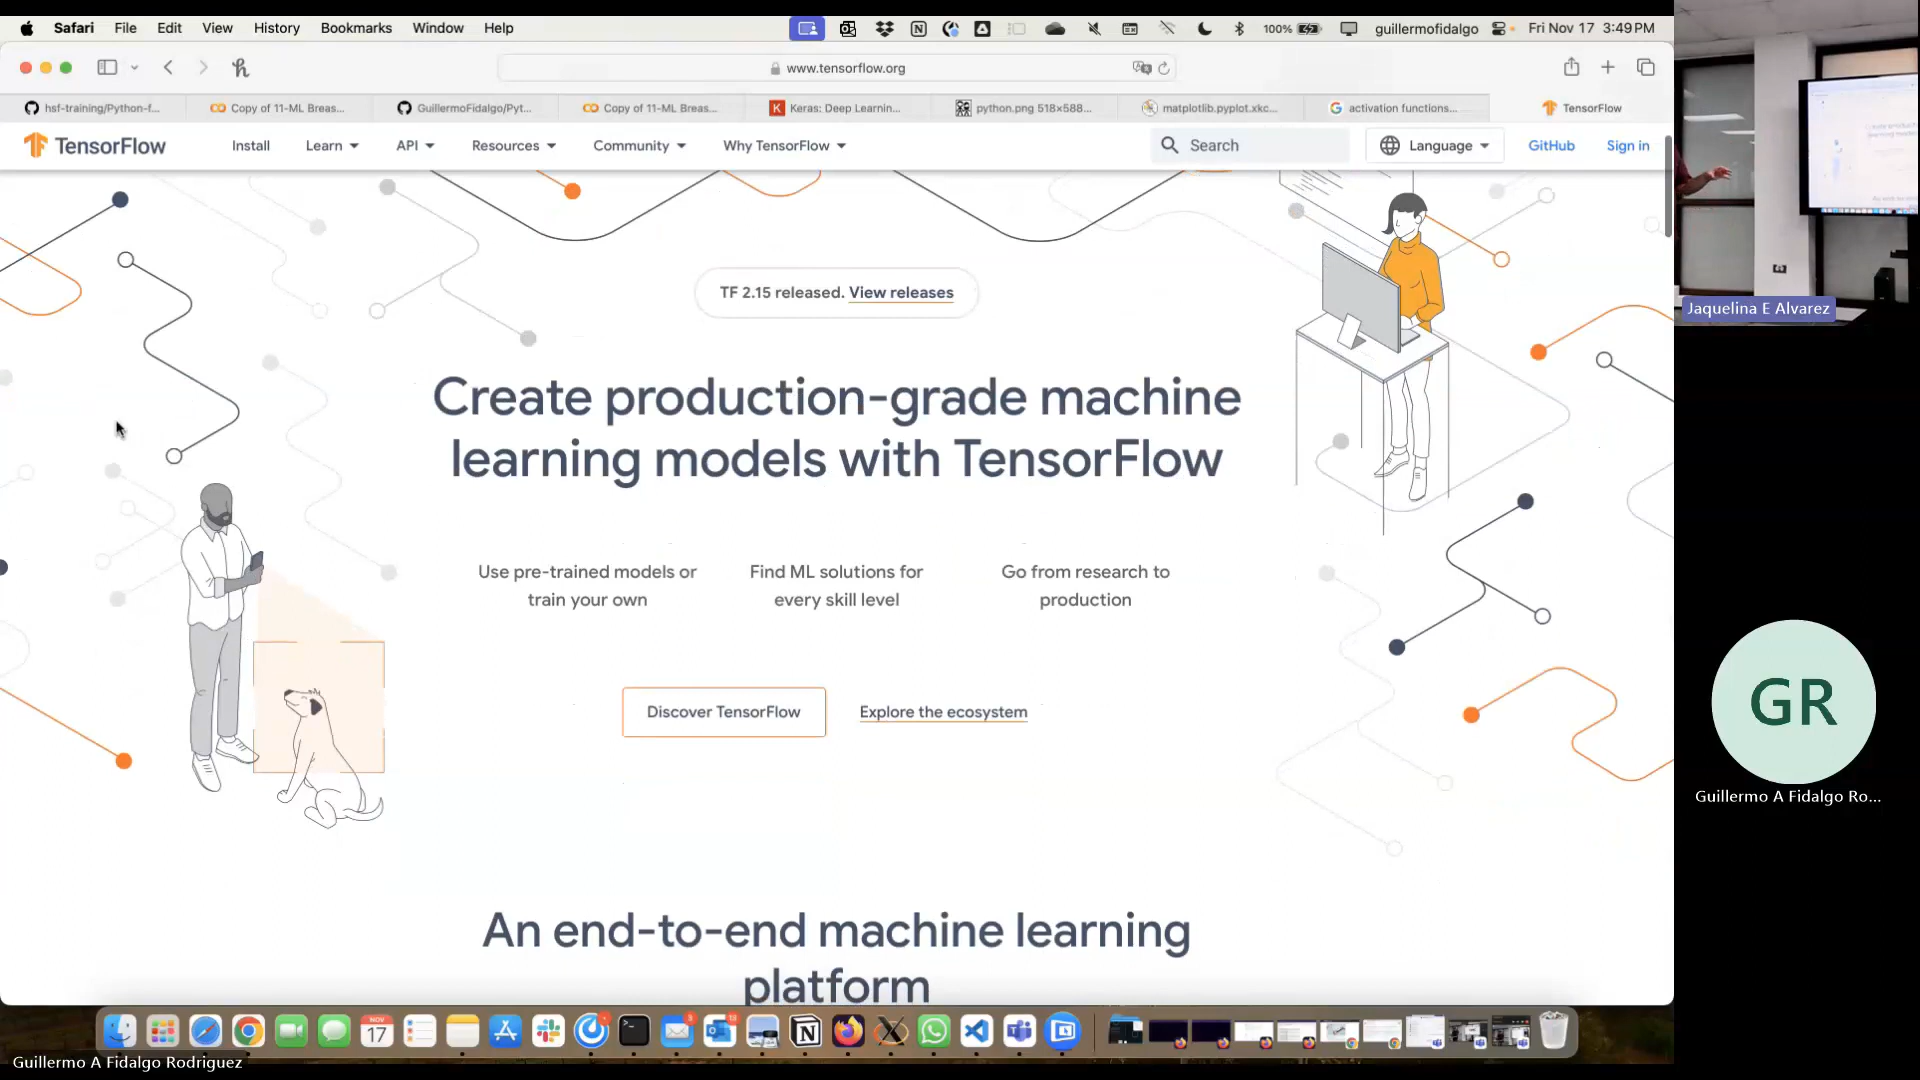 Safari File Edit View History Bookmarks Window Help 100% guillermofidalgo Fri Nov 17 3:49 PM
www.tensorflow.org
hsf-training/Python-f... Copy of 11-ML Breas... GuillermoFidalgo/Pyt... Copy of 11-ML Breas... Keras: Deep Learnin... python.png 518×588... matplotlib.pyplot.xkc... activation functions... TensorFlow
TensorFlow Install Learn API Resources Community Why TensorFlow Search Language GitHub Sign in
TF 2.15 released. View releases
Create production-grade machine
learning models with TensorFlow
Use pre-trained models or
train your own
Find ML solutions for
every skill level
Go from research to
production
Discover TensorFlow Explore the ecosystem
An end-to-end machine learning
platform
NOV
17
Guillermo A Fidalgo Rodriguez
Jaquelina E Alvarez
GR
Guillermo A Fidalgo Ro...